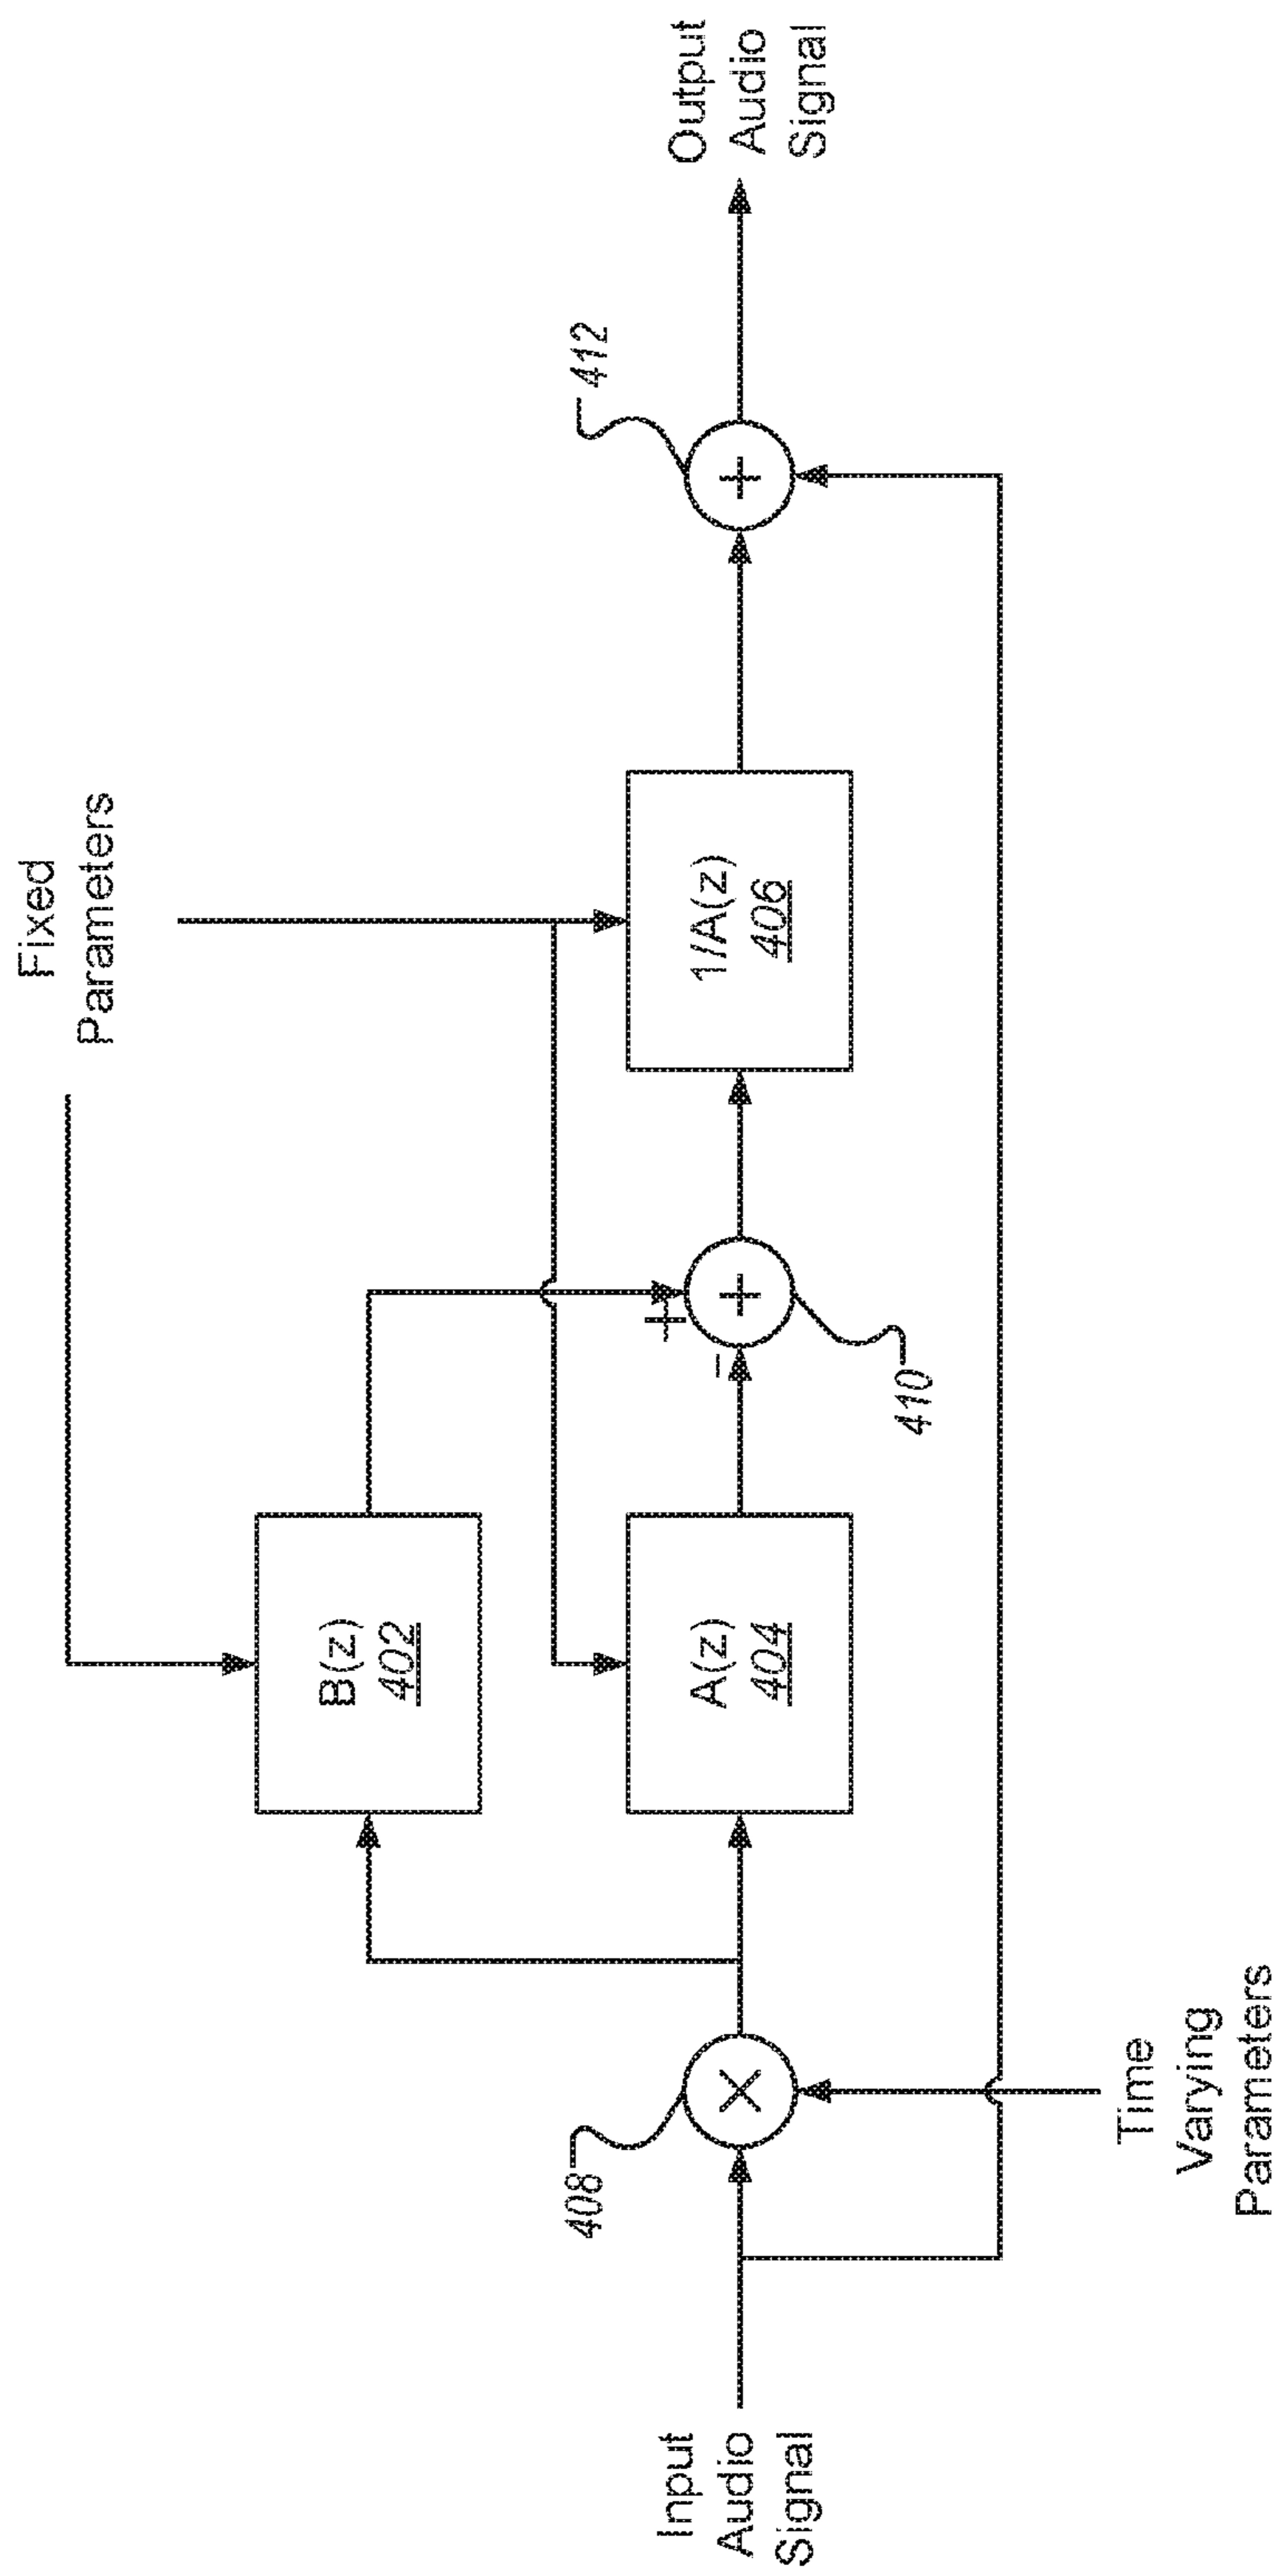 Fixed
Parameters
B(z)
402
A(z)
404
1/A(z)
406
+
-
+
410
+
412
×
408
Input
Audio
Signal
Output
Audio
Signal
Time
Varying
Parameters